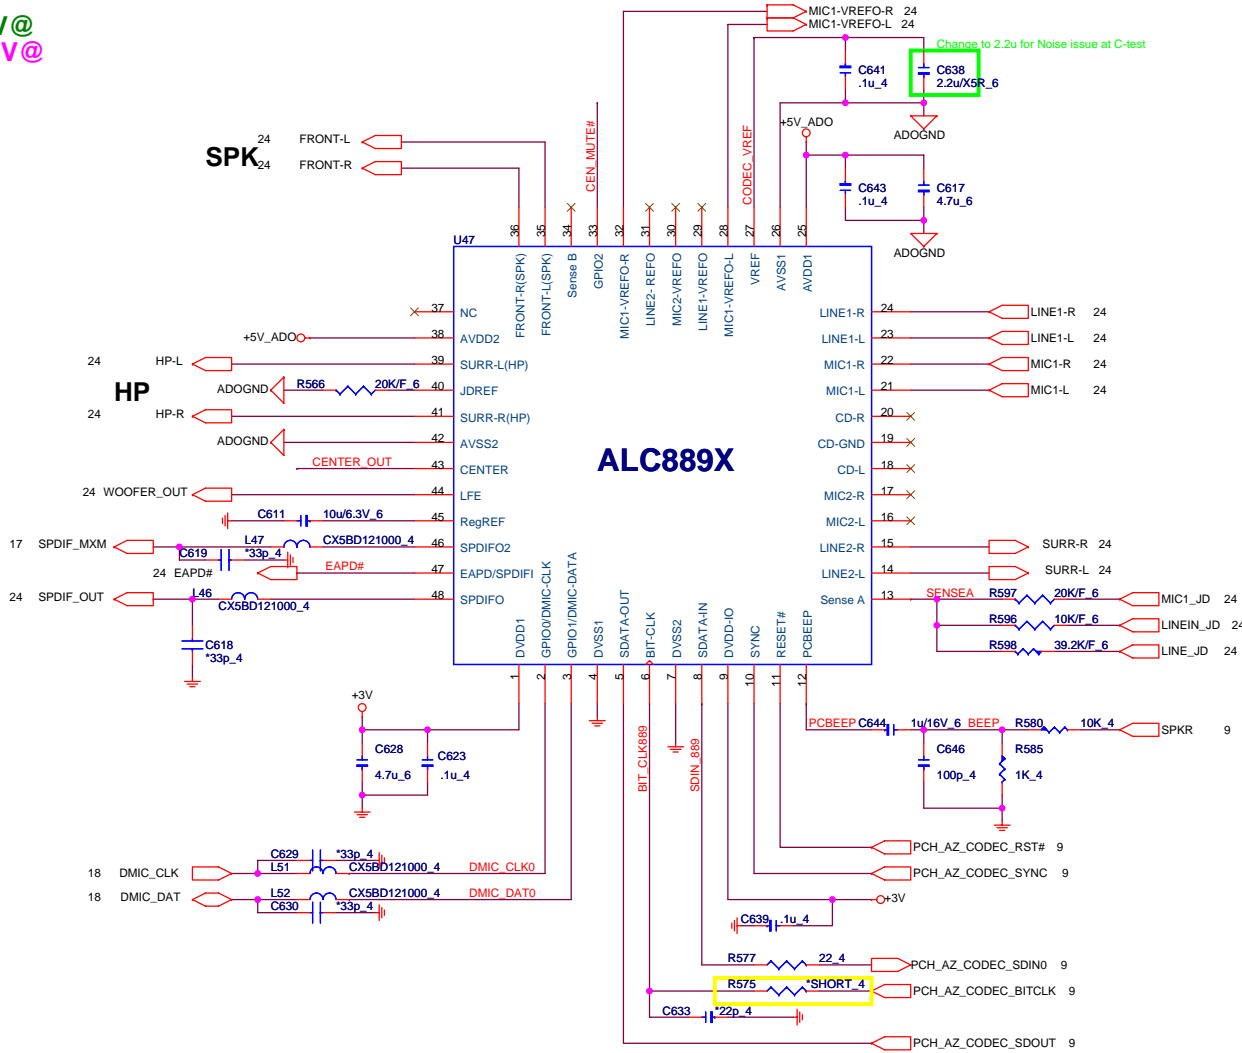 V@
V@
MIC1-VREFO-R 24
MIC1-VREFO-L 24
Change to 2.2u for Noise issue at C-test
C641
.1u_4
C638
2.2u/X5R_6
ADOGND
+5V_ADO
CEN_MUTE#
CODEC_VREF
24 FRONT-L
SPK
24 FRONT-R
C643
.1u_4
C617
4.7u_6
ADOGND
U47
36 35 34 33 32 31 30 29 28 27 26 25
FRONT-R(SPK)
FRONT-L(SPK)
Sense B
GPIO2
MIC1-VREFO-R
LINE2- REFO
MIC2-VREFO
LINE1-VREFO
MIC1-VREFO-L
VREF
AVSS1
AVDD1
37 NC
+5V_ADO 38 AVDD2
24 HP-L 39 SURR-L(HP)
HP
ADOGND R566 20K/F_6 40 JDREF
24 HP-R 41 SURR-R(HP)
ADOGND 42 AVSS2
CENTER_OUT 43 CENTER
24 WOOFER_OUT 44 LFE
C611 10u/6.3V_6 45 RegREF
17 SPDIF_MXM L47 CX5BD121000_4 46 SPDIFO2
C619 *33p_4
24 EAPD# EAPD# 47 EAPD/SPDIFI
24 SPDIF_OUT L46 CX5BD121000_4 48 SPDIFO
C618
*33p_4
ALC889X
LINE1-R 24 LINE1-R 24
LINE1-L 23 LINE1-L 24
MIC1-R 22 MIC1-R 24
MIC1-L 21 MIC1-L 24
CD-R 20
CD-GND 19
CD-L 18
MIC2-R 17
MIC2-L 16
LINE2-R 15 SURR-R 24
LINE2-L 14 SURR-L 24
Sense A 13 SENSEA R597 20K/F_6 MIC1_JD 24
R596 10K/F_6 LINEIN_JD 24
R598 39.2K/F_6 LINE_JD 24
DVDD1
GPIO0/DMIC-CLK
GPIO1/DMIC-DATA
DVSS1
SDATA-OUT
BIT-CLK
DVSS2
SDATA-IN
DVDD-IO
SYNC
RESET#
PCBEEP
1 2 3 4 5 6 7 8 9 10 11 12
+3V
C628
4.7u_6
C623
.1u_4
BIT_CLK889
SDIN_889
PCBEEP C644 1u/16V_6 BEEP R580 10K_4 SPKR 9
C646
100p_4
R585
1K_4
PCH_AZ_CODEC_RST# 9
PCH_AZ_CODEC_SYNC 9
C629 *33p_4
18 DMIC_CLK L51 CX5BD121000_4 DMIC_CLK0
18 DMIC_DAT L52 CX5BD121000_4 DMIC_DAT0
C630 *33p_4
+3V
C639 .1u_4
R577 22_4 PCH_AZ_CODEC_SDIN0 9
R575 *SHORT_4 PCH_AZ_CODEC_BITCLK 9
C633 *22p_4
PCH_AZ_CODEC_SDOUT 9